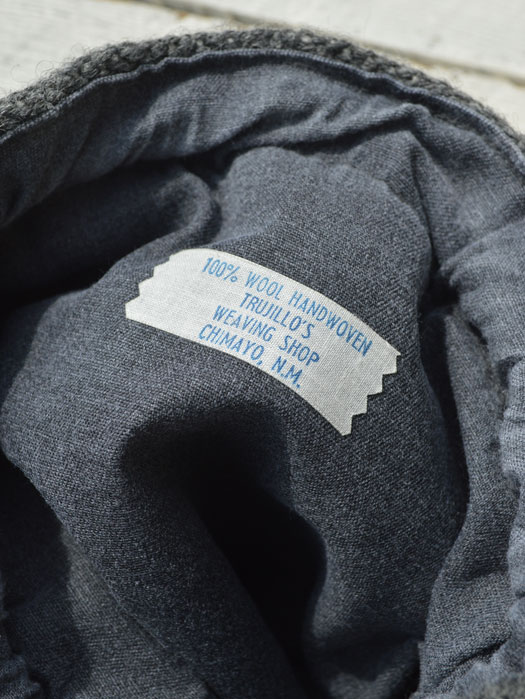 100% WOOL HANDWOVEN
TRUJILLO'S
WEAVING SHOP
CHIMAYO, N.M.